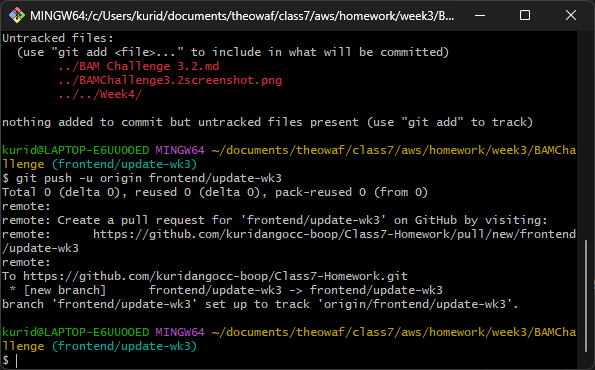 MINGW64:/c/Users/kurid/documents/theowaf/class7/aws/homework/week3/B...
Untracked files:
  (use "git add <file>..." to include in what will be committed)
        ../BAM Challenge 3.2.md
        ../BAMChallenge3.2screenshot.png
        ../../Week4/

nothing added to commit but untracked files present (use "git add" to track)

kurid@LAPTOP-E6UUOOED MINGW64 ~/documents/theowaf/class7/aws/homework/week3/BAMCha
llenge (frontend/update-wk3)
$ git push -u origin frontend/update-wk3
Total 0 (delta 0), reused 0 (delta 0), pack-reused 0 (from 0)
remote:
remote: Create a pull request for 'frontend/update-wk3' on GitHub by visiting:
remote:      https://github.com/kuridangocc-boop/Class7-Homework/pull/new/frontend
/update-wk3
remote:
To https://github.com/kuridangocc-boop/Class7-Homework.git
 * [new branch]      frontend/update-wk3 -> frontend/update-wk3
branch 'frontend/update-wk3' set up to track 'origin/frontend/update-wk3'.

kurid@LAPTOP-E6UUOOED MINGW64 ~/documents/theowaf/class7/aws/homework/week3/BAMCha
llenge (frontend/update-wk3)
$